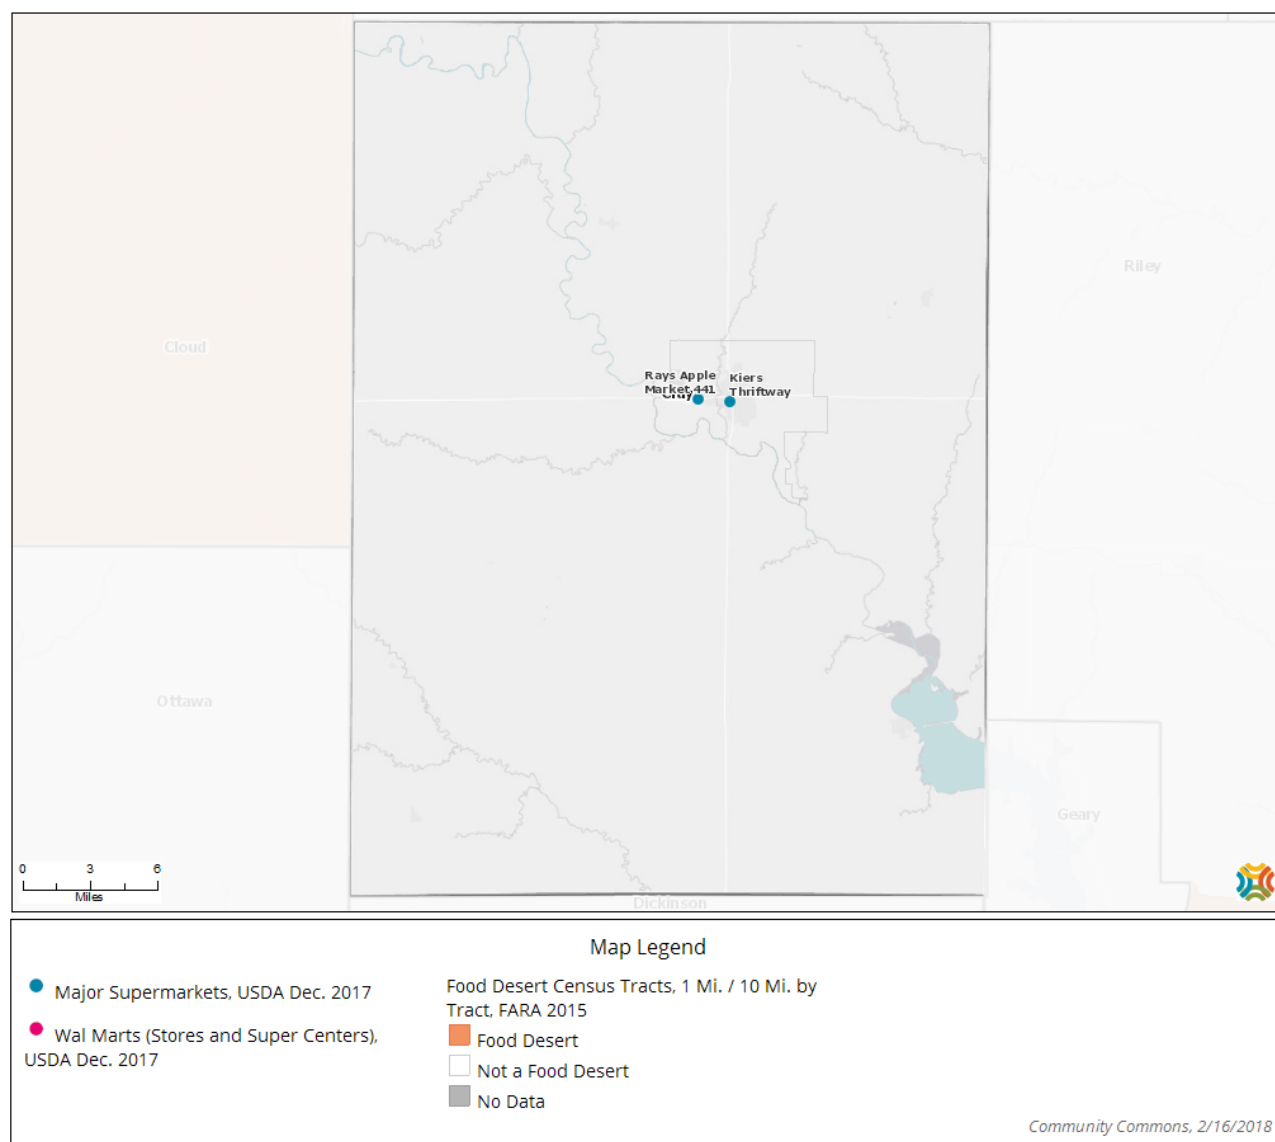 Riley
Cloud
Rays Apple
Market 441
Kiers
Thriftway
Clay
Ottawa
Geary
0 3 6
Miles
Dickinson
Map Legend
Major Supermarkets, USDA Dec. 2017
Wal Marts (Stores and Super Centers),
USDA Dec. 2017
Food Desert Census Tracts, 1 Mi. / 10 Mi. by
Tract, FARA 2015
Food Desert
Not a Food Desert
No Data
Community Commons, 2/16/2018